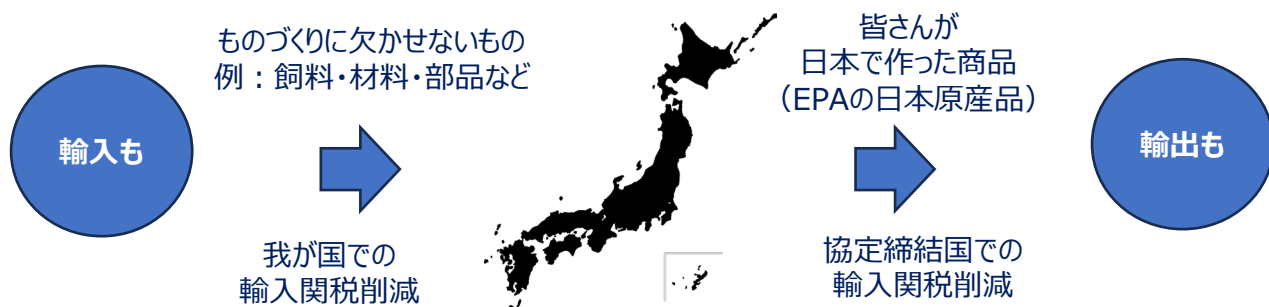 輸入も
ものづくりに欠かせないもの
例：飼料・材料・部品など
我が国での
輸入関税削減
皆さんが
日本で作った商品
（EPAの日本原産品）
協定締結国での
輸入関税削減
輸出も